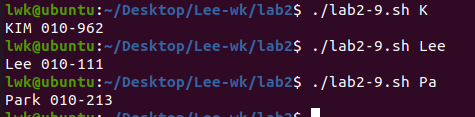 lwk@ubuntu:~/Desktop/Lee-wk/lab2$ ./lab2-9.sh K
KIM 010-962
lwk@ubuntu:~/Desktop/Lee-wk/lab2$ ./lab2-9.sh Lee
Lee 010-111
lwk@ubuntu:~/Desktop/Lee-wk/lab2$ ./lab2-9.sh Pa
Park 010-213
lwk@ubuntu:~/Desktop/Lee-wk/lab2$